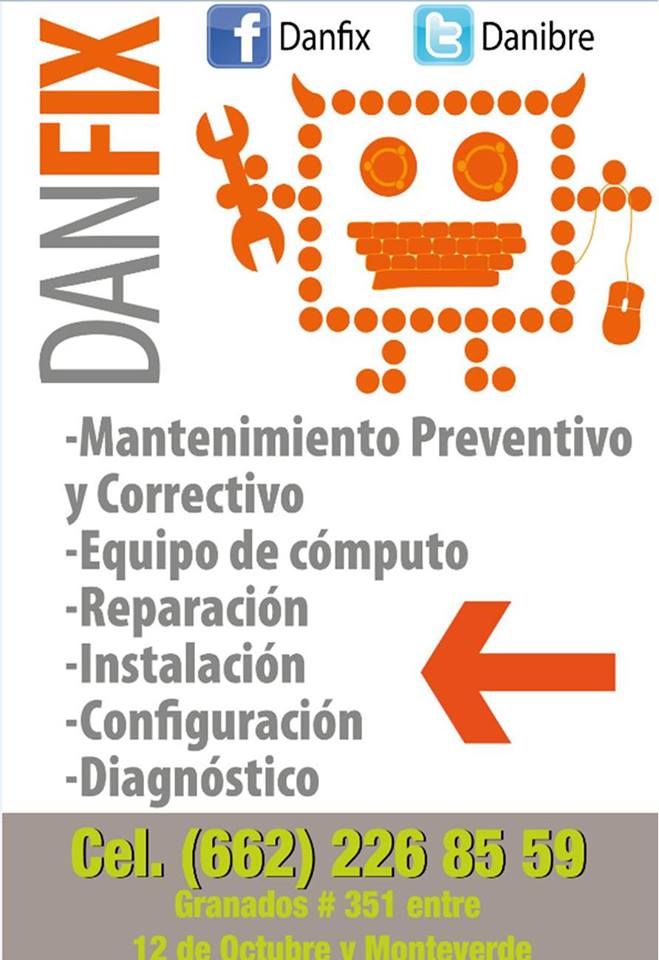 Danfix
Danibre
DANFIX
-Mantenimiento Preventivo
y Correctivo
-Equipo de cómputo
-Reparación
-Instalación
-Configuración
-Diagnóstico
Cel. (662) 226 85 59
Granados # 351 entre
12 de Octubre y Monteverde